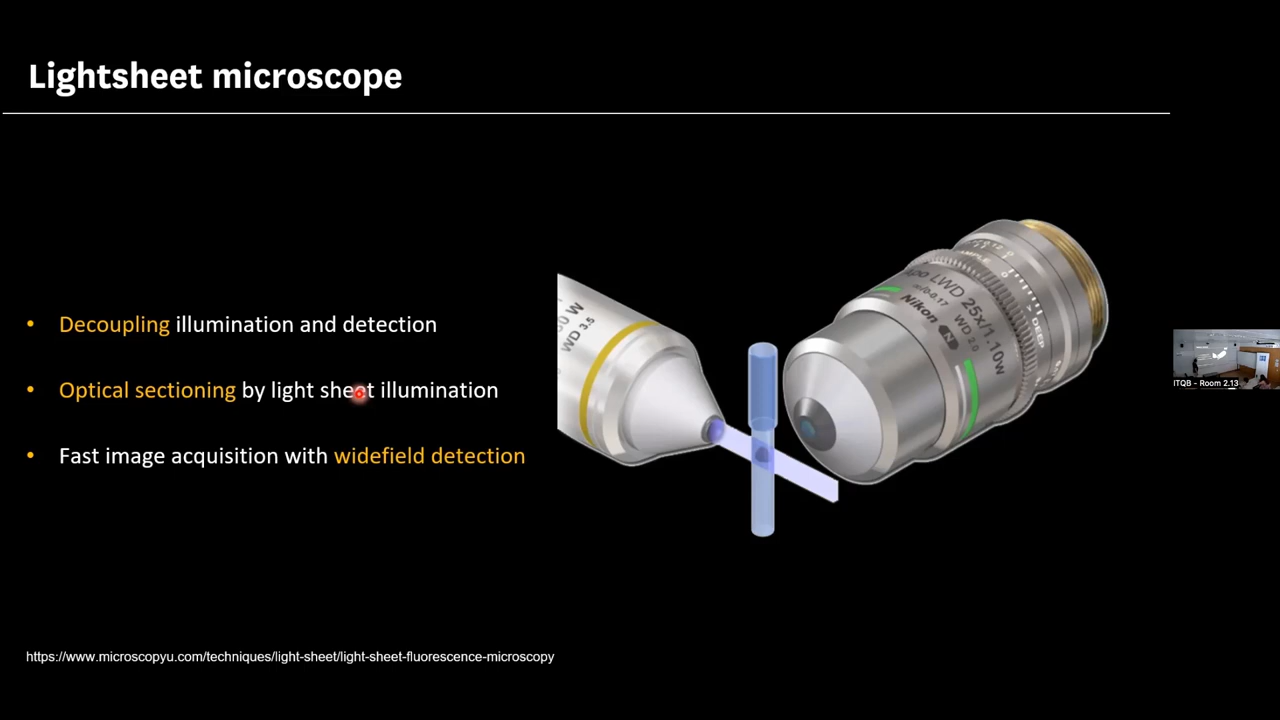 Lightsheet microscope
• Decoupling illumination and detection
• Optical sectioning by light sheet illumination
• Fast image acquisition with widefield detection
WD 3.5
LWD 25x/1.10w
Nikon
WD 2.0
DEEP
ITQB - Room 2.13
https://www.microscopyu.com/techniques/light-sheet/light-sheet-fluorescence-microscopy